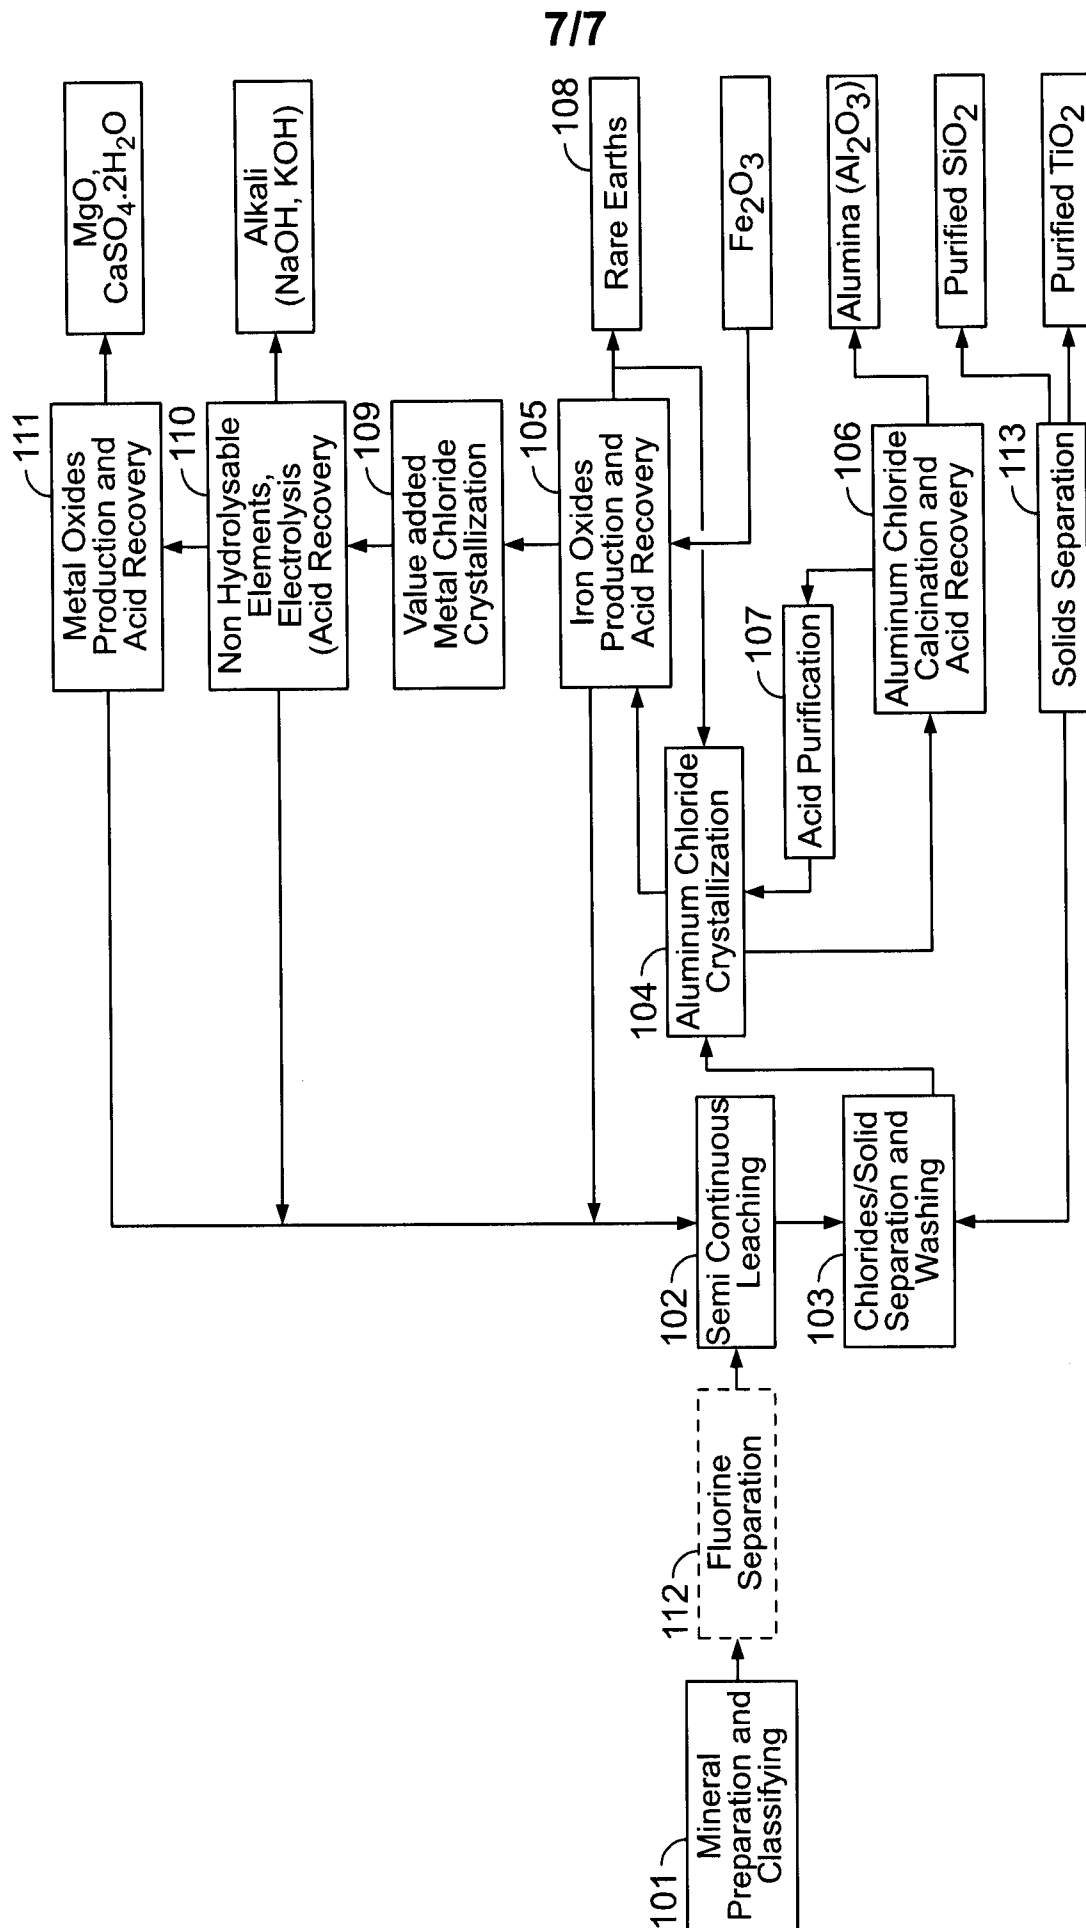 7/7
101
Mineral
Preparation and
Classifying
112
Fluorine
Separation
102
Semi Continuous
Leaching
103
Chlorides/Solid
Separation and
Washing
104
Aluminum Chloride
Crystallization
107
Acid Purification
111
Metal Oxides
Production and
Acid Recovery
110
Non Hydrolysable
Elements,
Electrolysis
(Acid Recovery
109
Value added
Metal Chloride
Crystallization
105
Iron Oxides
Production and
Acid Recovery
106
Aluminum Chloride
Calcination and
Acid Recovery
113
Solids Separation
MgO,
CaSO4.2H2O
Alkali
(NaOH, KOH)
108
Rare Earths
Fe2O3
Alumina (Al2O3)
Purified SiO2
Purified TiO2